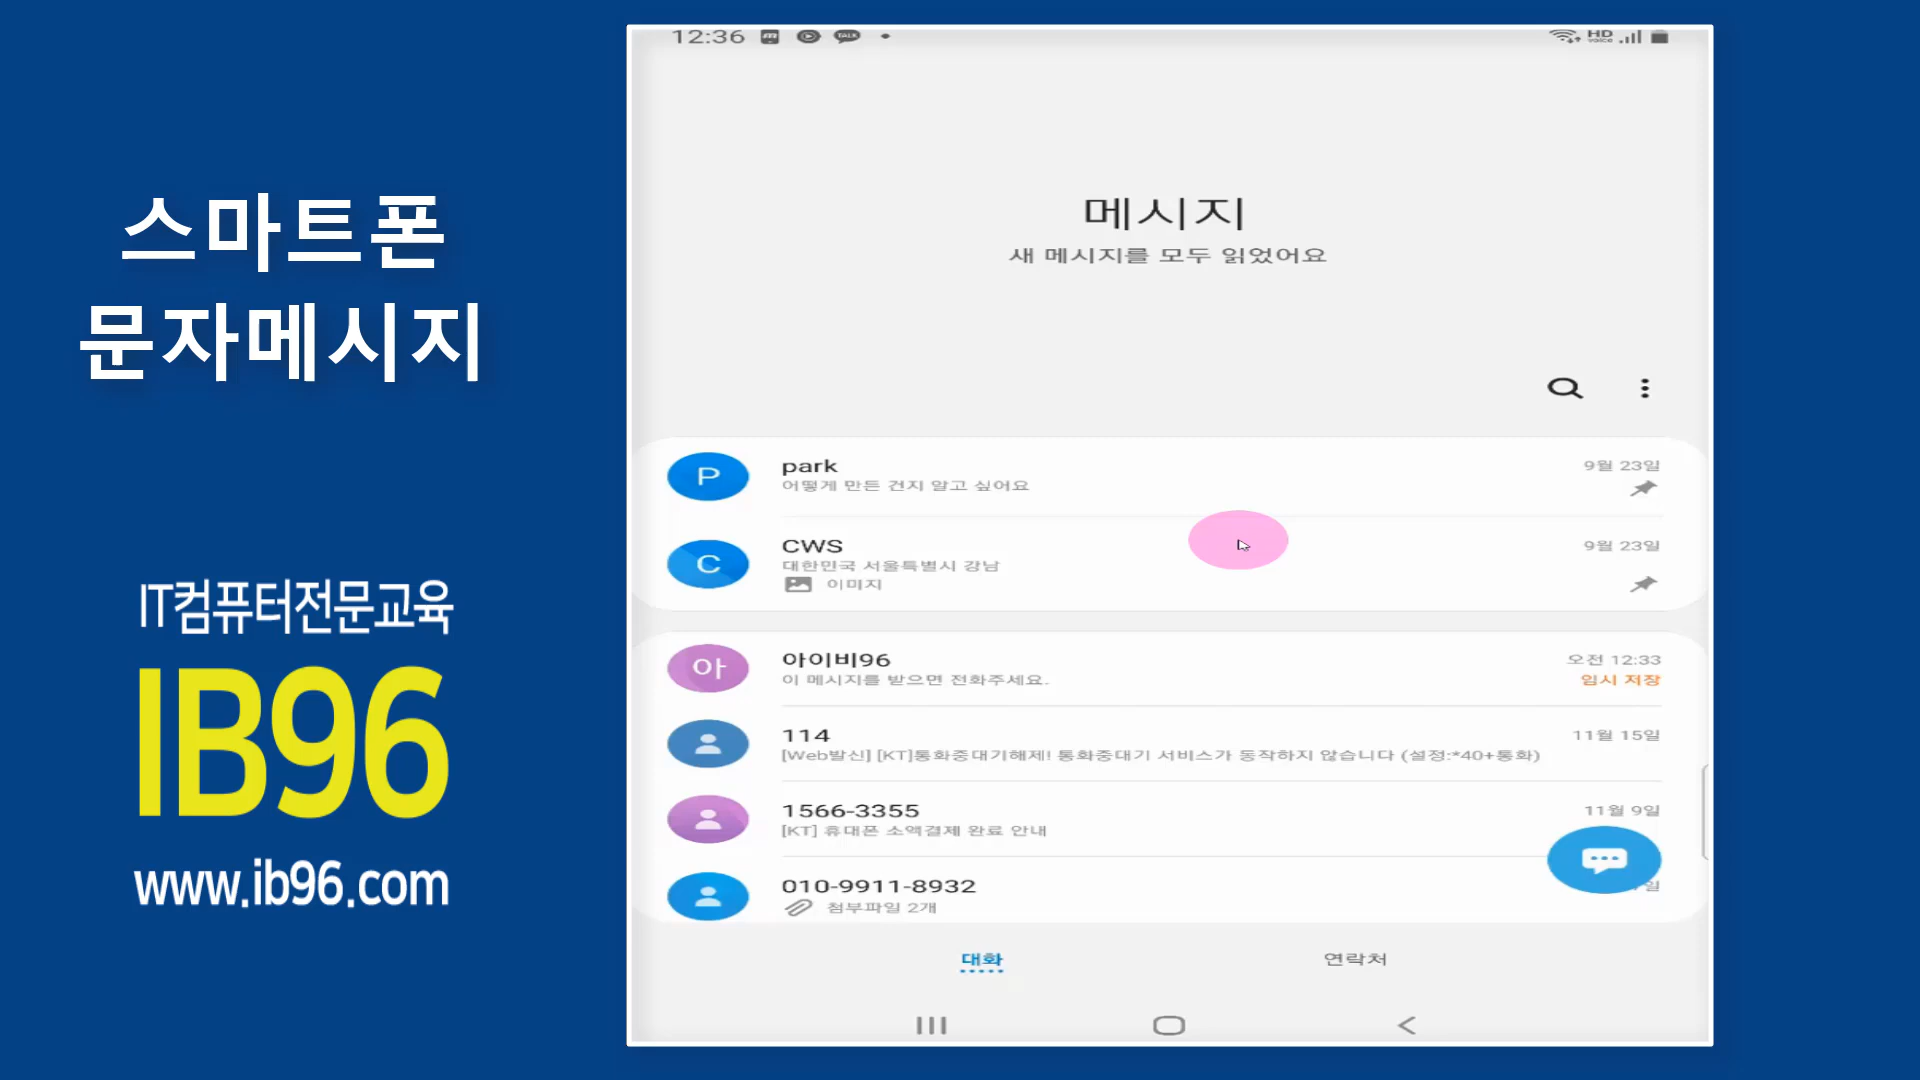 스마트폰
문자메시지
IT컴퓨터전문교육
IB96
www.ib96.com
12:36
HD
voice
메시지
새 메시지를 모두 읽었어요
P
park
9월 23일
어떻게 만든 건지 알고 싶어요
C
CWS
9월 23일
대한민국 서울특별시 강남
이미지
아
아이비96
오전 12:33
이 메시지를 받으면 전화주세요.
임시 저장
114
11월 15일
[Web발신] [KT]통화중대기해제! 통화중대기 서비스가 동작하지 않습니다 (설정:*40+통화)
1566-3355
11월 9일
[KT] 휴대폰 소액결제 완료 안내
010-9911-8932
일
첨부파일 2개
대화
연락처